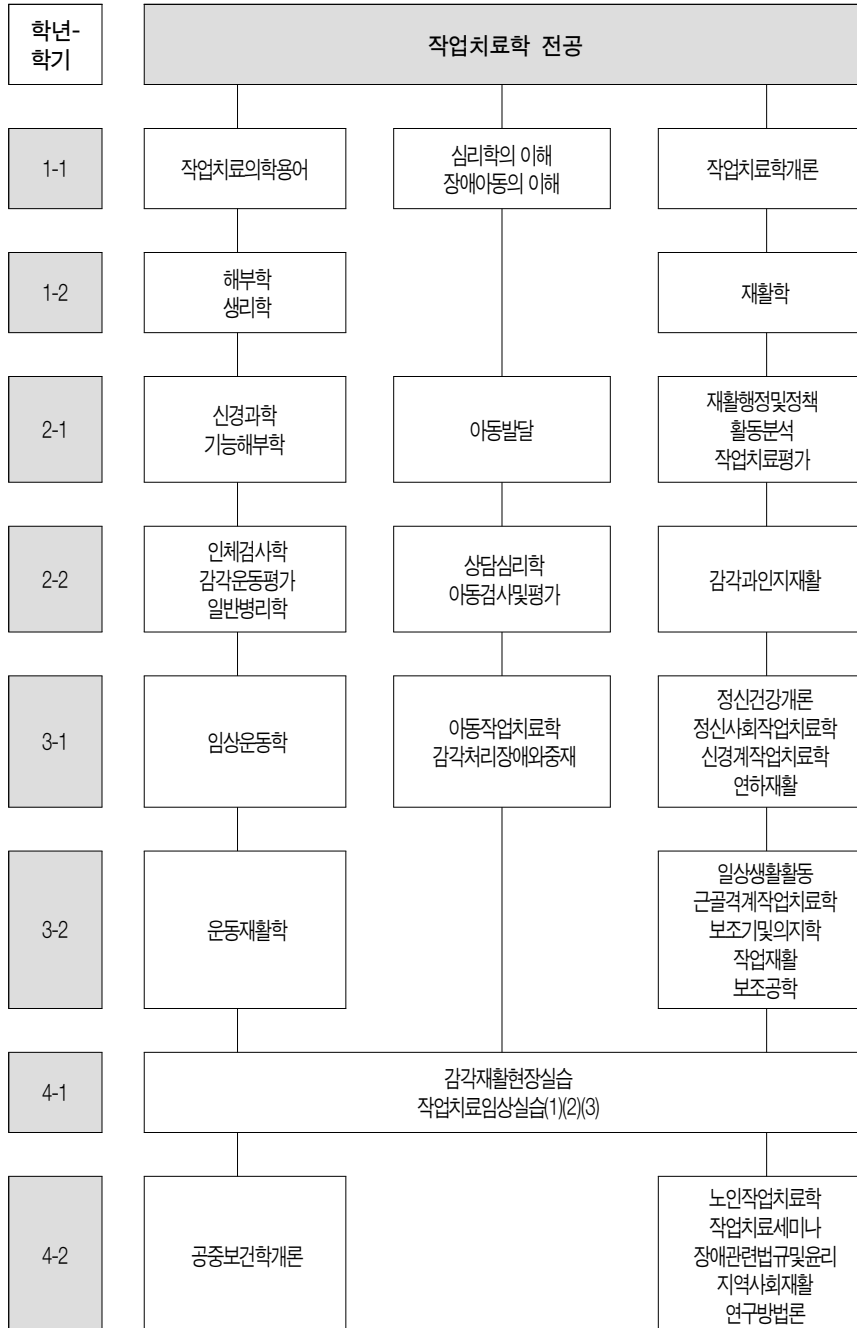 학년-
학기
작업치료학 전공
1-1
작업치료의학용어
심리학의 이해
장애아동의 이해
작업치료학개론
1-2
해부학
생리학
재활학
2-1
신경과학
기능해부학
아동발달
재활행정및정책
활동분석
작업치료평가
2-2
인체검사학
감각운동평가
일반병리학
상담심리학
아동검사및평가
감각과인지재활
3-1
임상운동학
아동작업치료학
감각처리장애와중재
정신건강개론
정신사회작업치료학
신경계작업치료학
연하재활
3-2
운동재활학
일상생활활동
근골격계작업치료학
보조기및의지학
작업재활
보조공학
4-1
감각재활현장실습
작업치료임상실습(1)(2)(3)
4-2
공중보건학개론
노인작업치료학
작업치료세미나
장애관련법규및윤리
지역사회재활
연구방법론